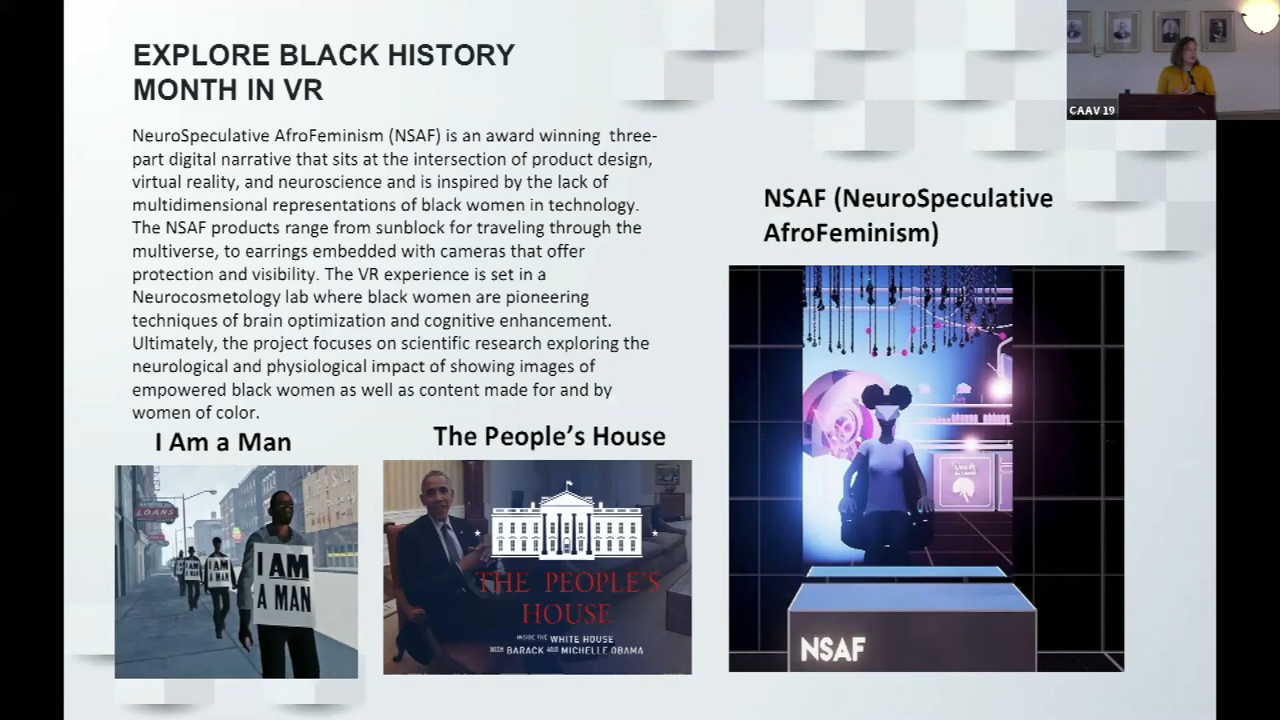 EXPLORE BLACK HISTORY
MONTH IN VR
CAAV 19
NeuroSpeculative AfroFeminism (NSAF) is an award winning  three-
part digital narrative that sits at the intersection of product design,
virtual reality, and neuroscience and is inspired by the lack of
multidimensional representations of black women in technology.
The NSAF products range from sunblock for traveling through the
multiverse, to earrings embedded with cameras that offer
protection and visibility. The VR experience is set in a
Neurocosmetology lab where black women are pioneering
techniques of brain optimization and cognitive enhancement.
Ultimately, the project focuses on scientific research exploring the
neurological and physiological impact of showing images of
empowered black women as well as content made for and by
women of color.
NSAF (NeuroSpeculative
AfroFeminism)
NSAF
I Am a Man
LOANS
I AM
A MAN
I AM
A MAN
The People's House
THE PEOPLE'S
HOUSE
INSIDE THE WHITE HOUSE
WITH BARACK AND MICHELLE OBAMA